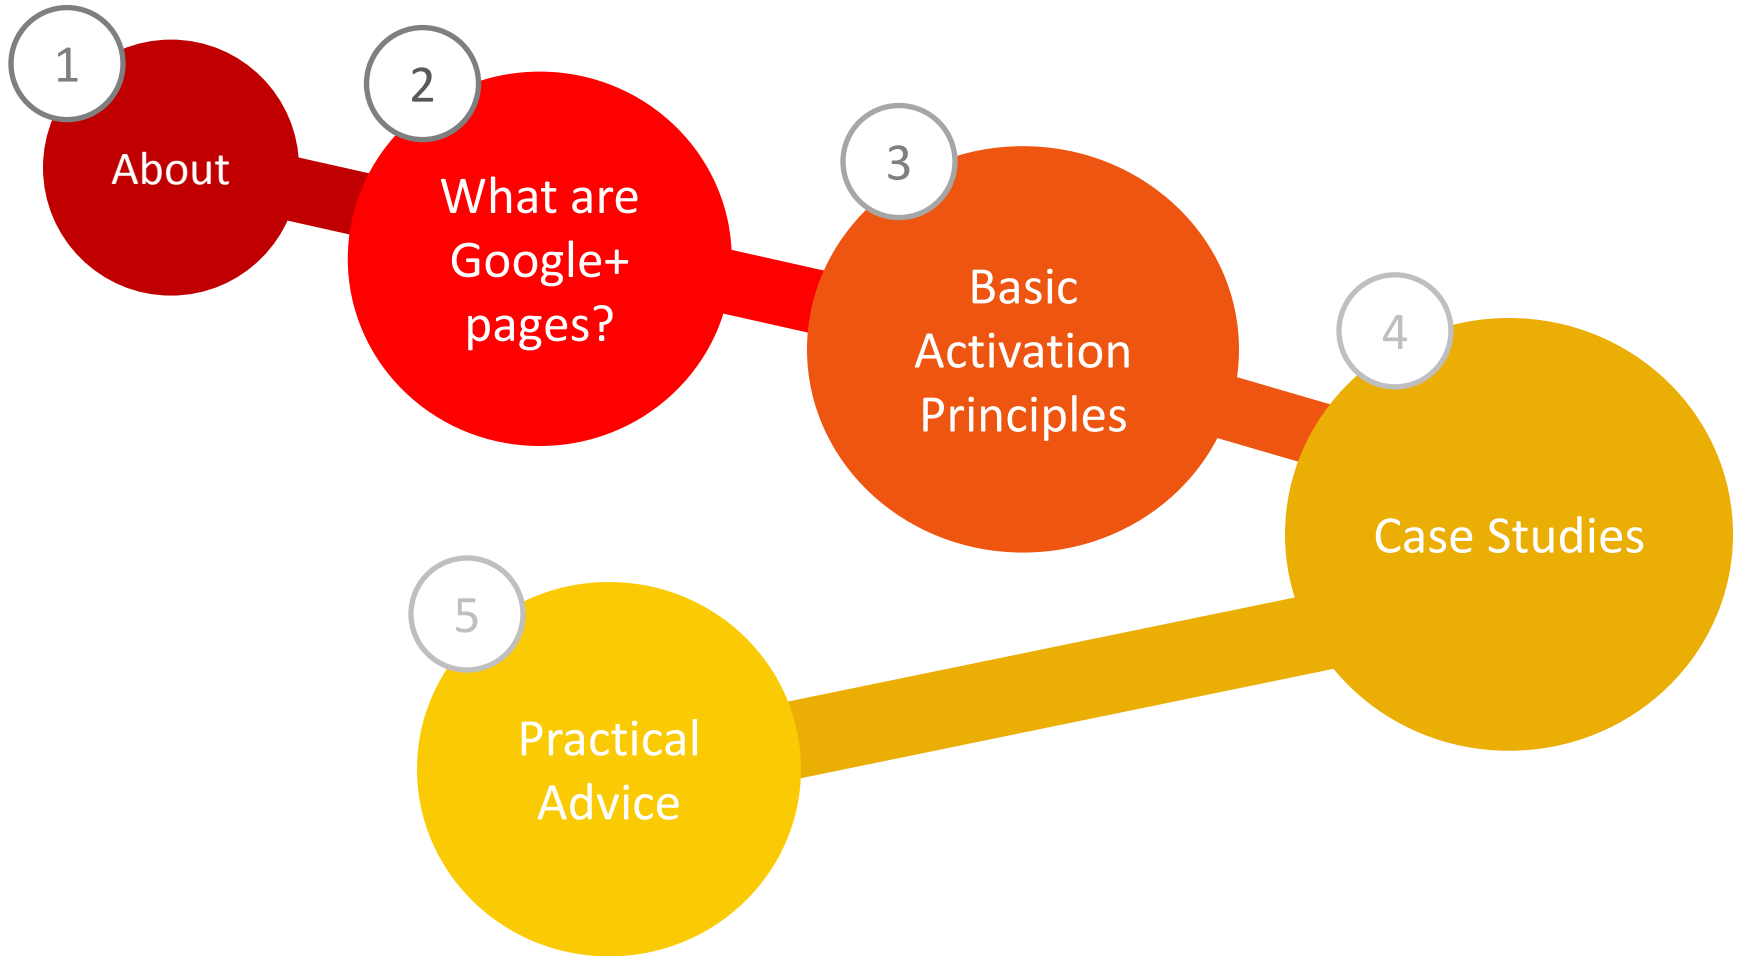 1
About
2
What are
Google+
pages?
3
Basic
Activation
Principles
4
Case Studies
5
Practical
Advice